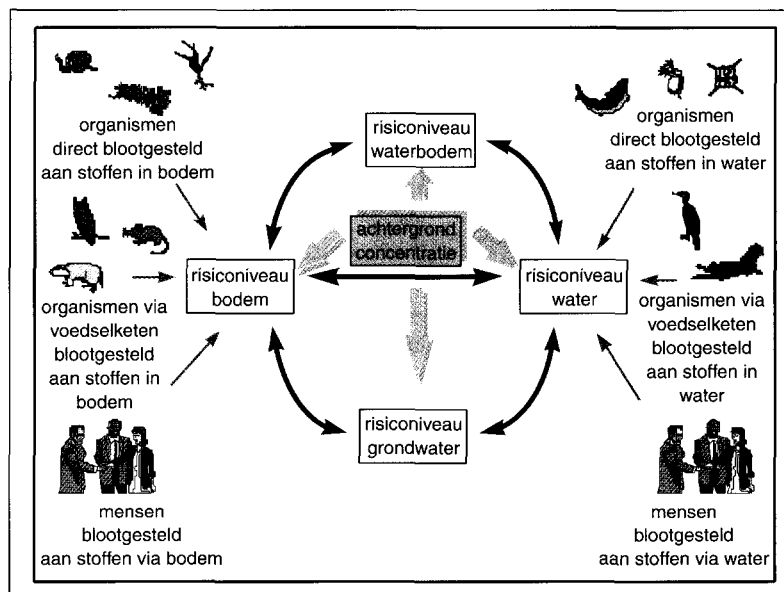 organismen
direct blootgesteld
aan stoffen in bodem
risiconiveau
waterbodem
organismen
direct blootgesteld
aan stoffen in water
achtergrond
concentratie
risiconiveau
bodem
risiconiveau
water
organismen via
voedselketen
blootgesteld
aan stoffen in
bodem
organismen via
voedselketen
blootgesteld
aan stoffen in
water
risiconiveau
grondwater
mensen
blootgesteld
aan stoffen via bodem
mensen
blootgesteld
aan stoffen via water